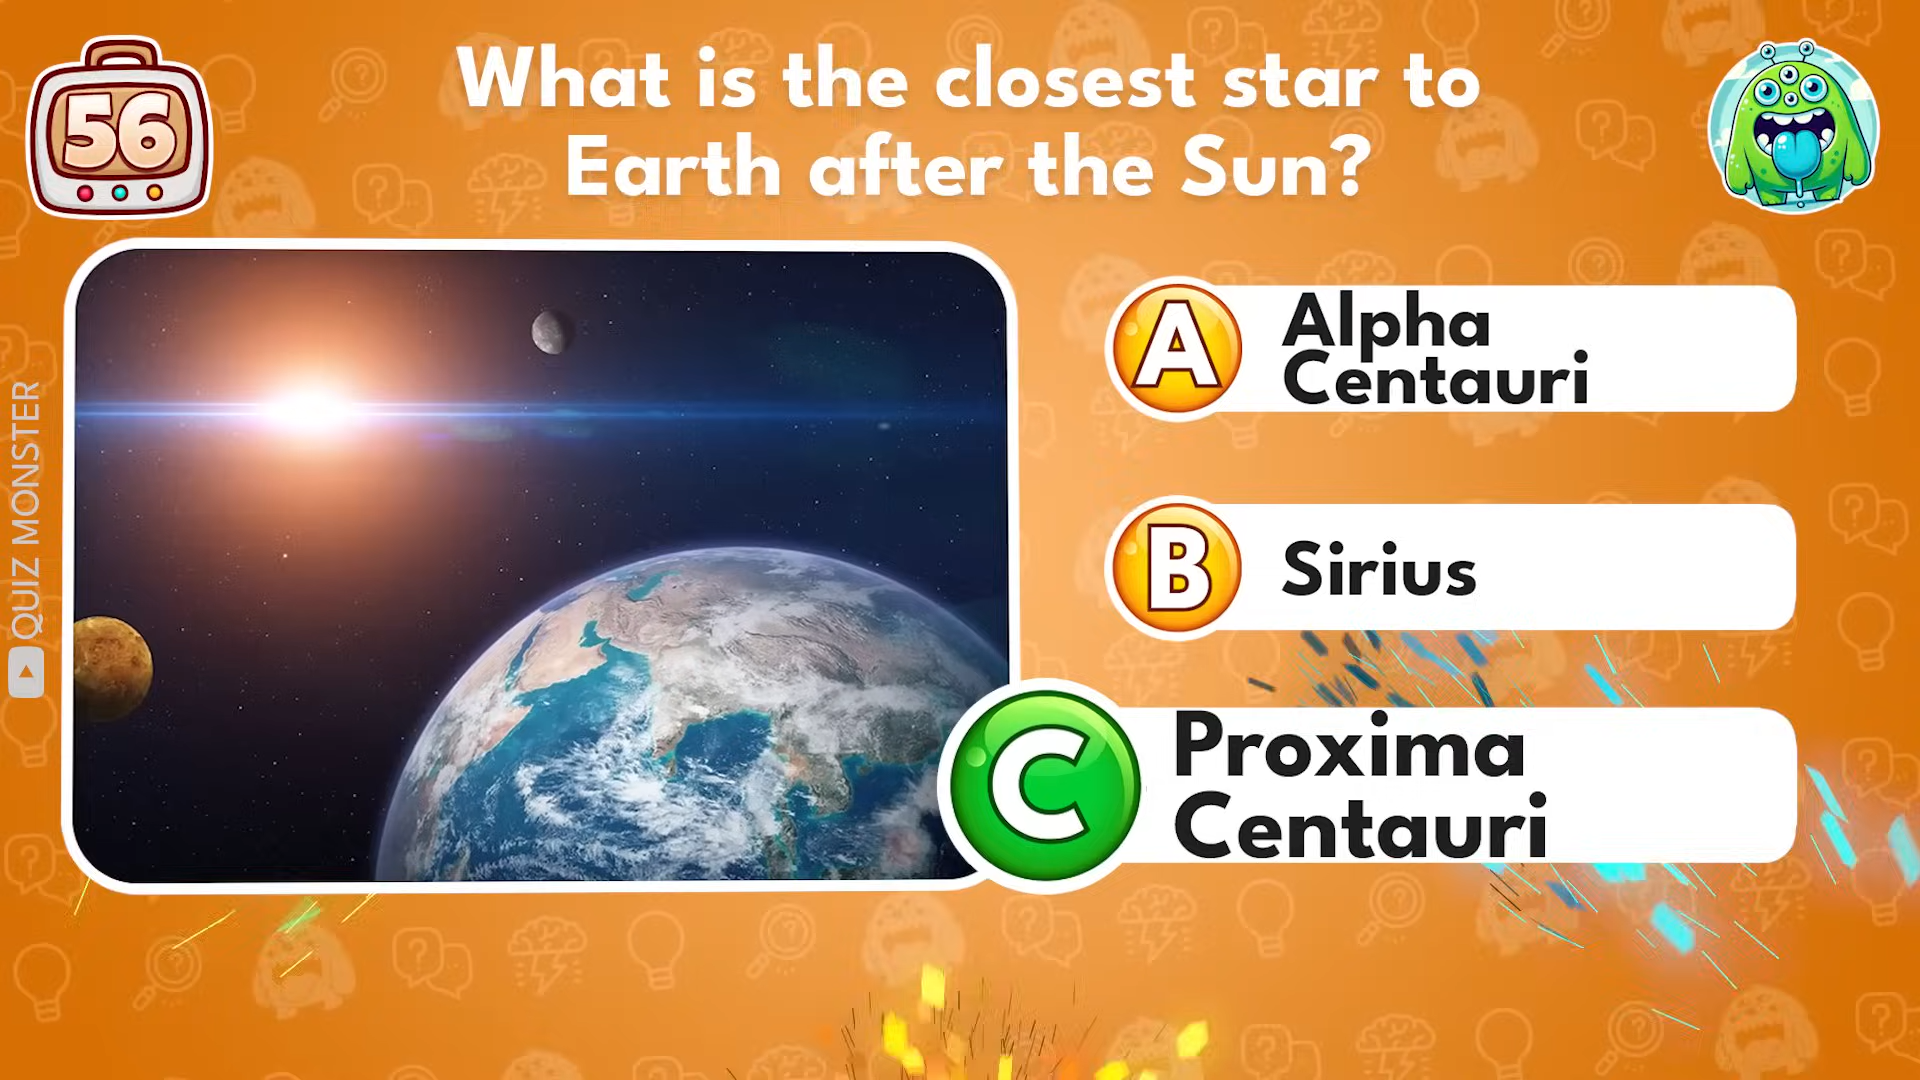 56
What is the closest star to
Earth after the Sun?
A
Alpha
Centauri
B
Sirius
C
Proxima
Centauri
QUIZ MONSTER